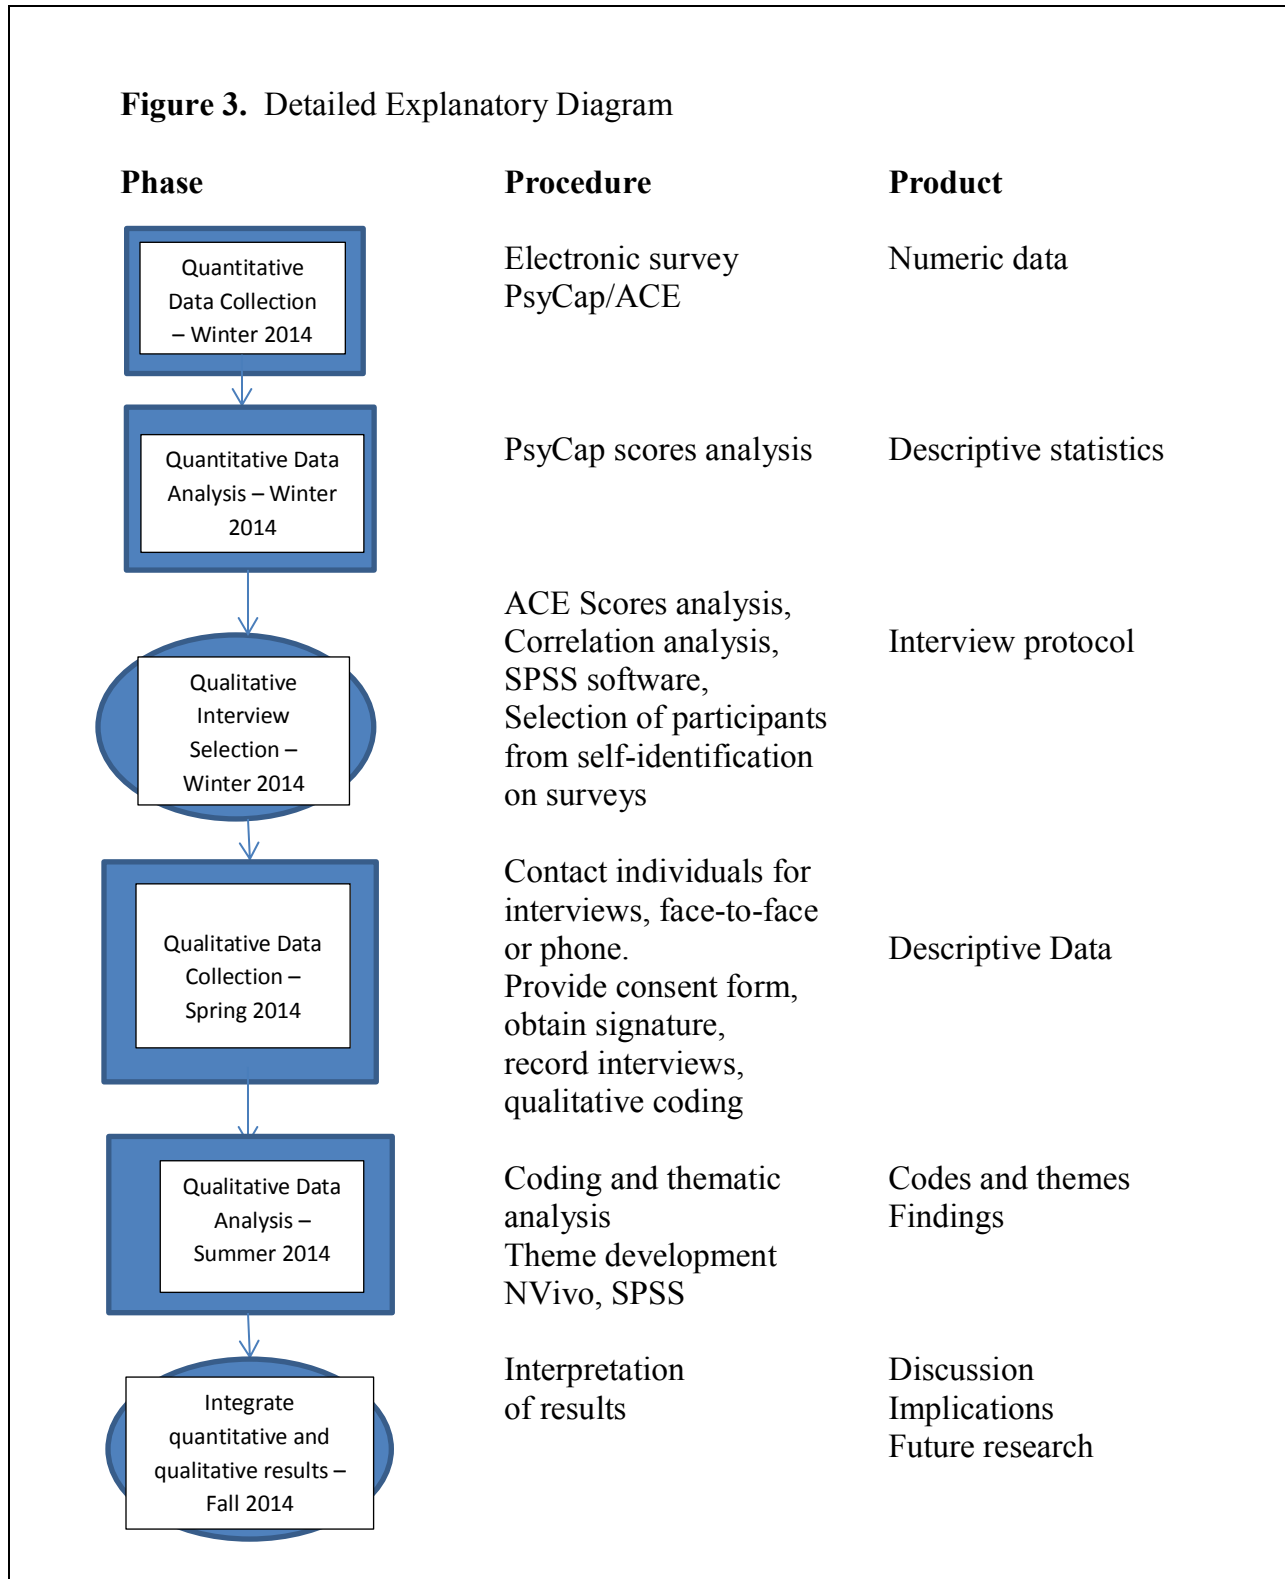 Figure 3.  Detailed Explanatory Diagram
Phase
Procedure
Product
Quantitative
Data Collection
– Winter 2014
Electronic survey
PsyCap/ACE
Numeric data
Quantitative Data
Analysis – Winter
2014
PsyCap scores analysis
Descriptive statistics
Qualitative
Interview
Selection –
Winter 2014
ACE Scores analysis,
Correlation analysis,
SPSS software,
Selection of participants
from self-identification
on surveys
Interview protocol
Qualitative Data
Collection –
Spring 2014
Contact individuals for
interviews, face-to-face
or phone.
Provide consent form,
obtain signature,
record interviews,
qualitative coding
Descriptive Data
Qualitative Data
Analysis –
Summer 2014
Coding and thematic
analysis
Theme development
NVivo, SPSS
Codes and themes
Findings
Integrate
quantitative and
qualitative results –
Fall 2014
Interpretation
of results
Discussion
Implications
Future research